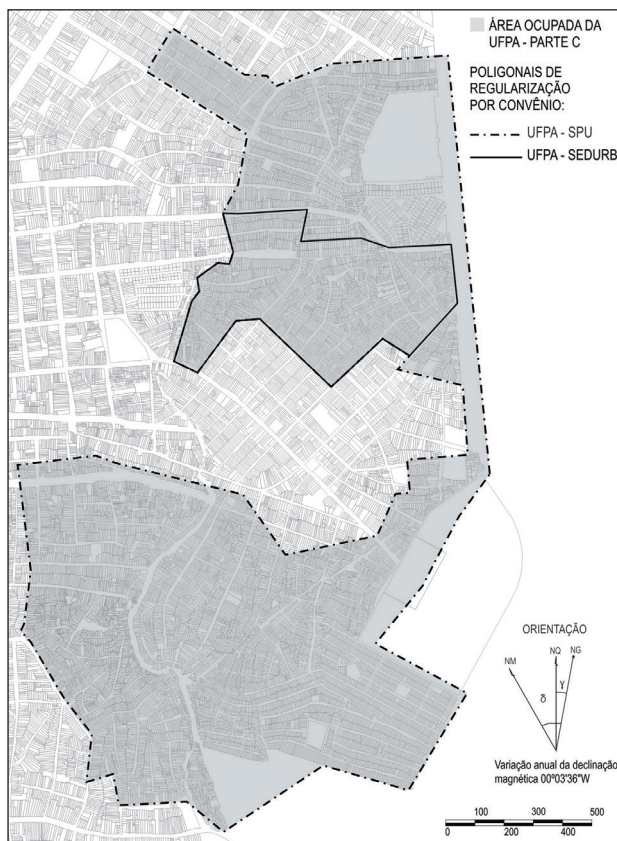 ÁREA OCUPADA DA
UFPA - PARTE C
POLIGONAIS DE
REGULARIZAÇÃO
POR CONVÊNIO:
UFPA - SPU
UFPA - SEDURB
ORIENTAÇÃO
NM NQ NG
δ γ
Variação anual da declinação
magnética 00º03'36"W
100 300 500
0 200 400